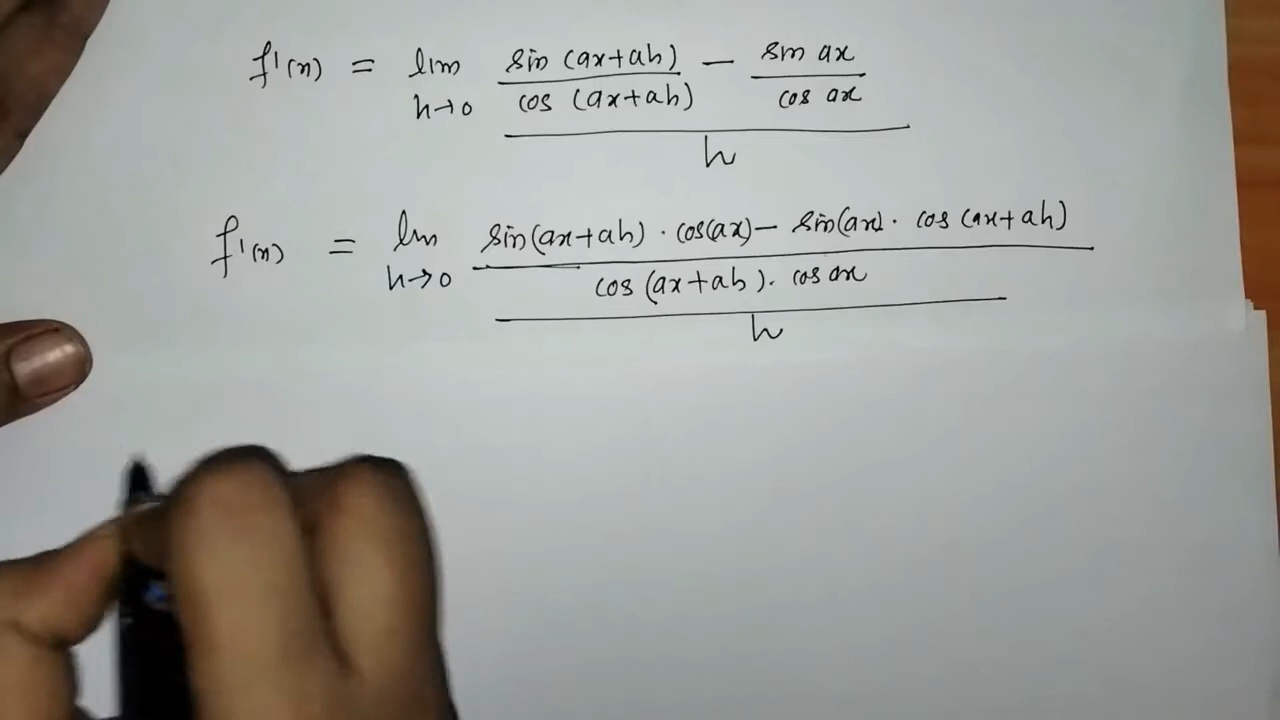 f'(x) = lim h→0 (sin (ax+ah) / cos (ax+ah) − sin ax / cos ax) / h
f'(x) = lim h→0 ((sin(ax+ah) · cos(ax) − sin(ax) · cos (ax+ah)) / (cos (ax+ah) · cos ax)) / h